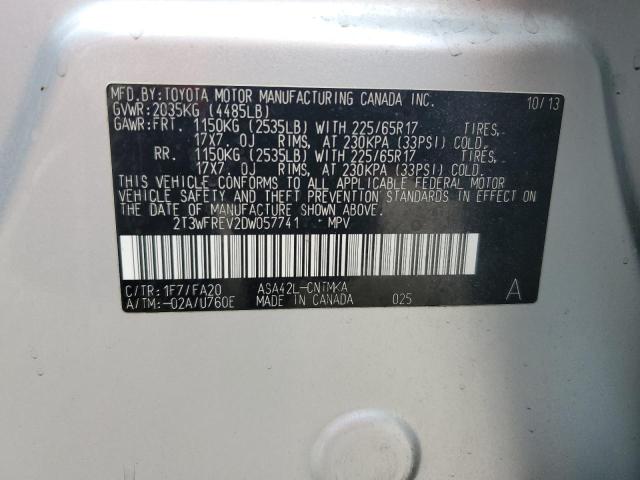 MFD.BY:TOYOTA MOTOR MANUFACTURING CANADA INC. 10/13
GVWR:2035KG (4485LB)
GAWR:FRT. 1150KG (2535LB) WITH 225/65R17 TIRES,
17X7.0J RIMS, AT 230KPA (33PSI) COLD.
RR. 1150KG (2535LB) WITH 225/65R17 TIRES,
17X7.0J RIMS, AT 230KPA (33PSI) COLD.
THIS VEHICLE CONFORMS TO ALL APPLICABLE FEDERAL MOTOR
VEHICLE SAFETY AND THEFT PREVENTION STANDARDS IN EFFECT ON
THE DATE OF MANUFACTURE SHOWN ABOVE.
2T3WFREV2DW057741 MPV
C/TR:1F7/FA20 ASA42L-CNTMKA
A/TM:-02A/U760E MADE IN CANADA 025 A